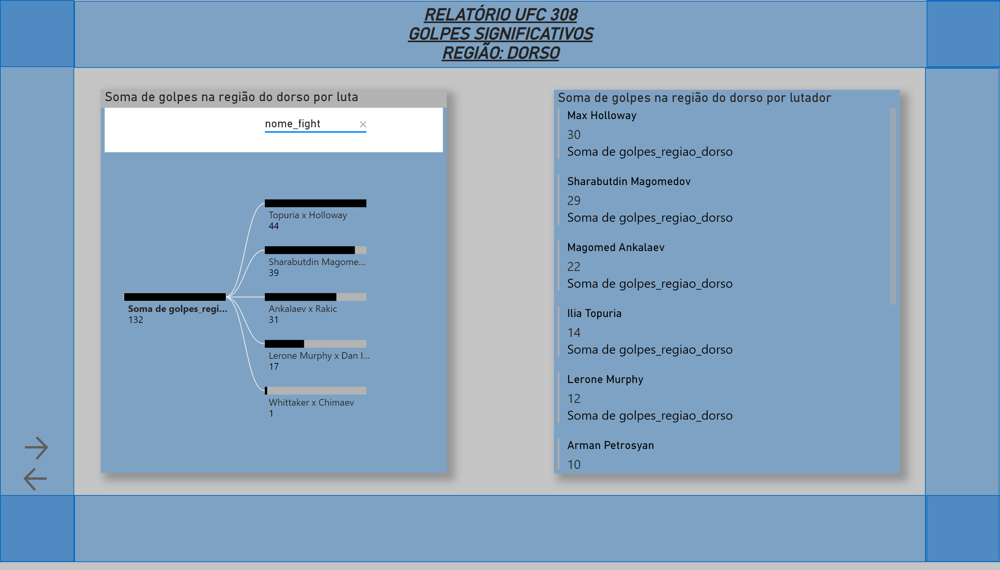 RELATÓRIO UFC 308
GOLPES SIGNIFICATIVOS
REGIÃO: DORSO
Soma de golpes na região do dorso por luta
nome_fight
Topuria x Holloway
44
Sharabutdin Magome...
39
Soma de golpes_regi...
132
Ankalaev x Rakic
31
Lerone Murphy x Dan I...
17
Whittaker x Chimaev
1
Soma de golpes na região do dorso por lutador
Max Holloway
30
Soma de golpes_regiao_dorso
Sharabutdin Magomedov
29
Soma de golpes_regiao_dorso
Magomed Ankalaev
22
Soma de golpes_regiao_dorso
Ilia Topuria
14
Soma de golpes_regiao_dorso
Lerone Murphy
12
Soma de golpes_regiao_dorso
Arman Petrosyan
10